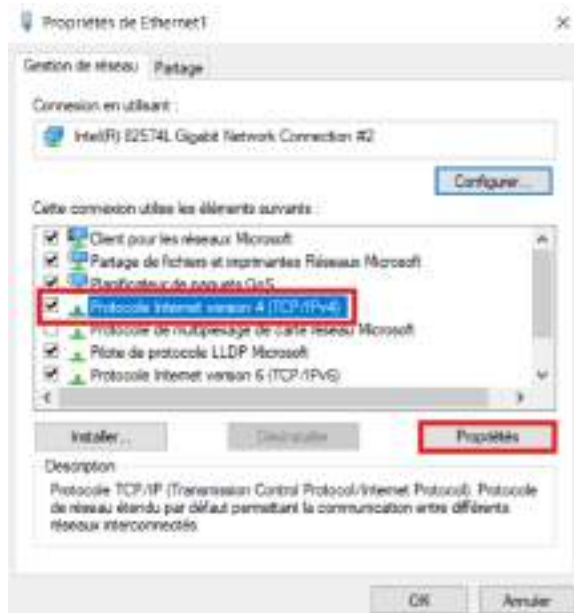 Propriétés de Ethernet1
Gestion de réseau Partage
Connexion en utilisant :
Intel(R) 82574L Gigabit Network Connection #2
Configurer...
Cette connexion utilise les éléments suivants :
Client pour les réseaux Microsoft
Partage de fichiers et imprimantes Réseaux Microsoft
Planificateur de paquets QoS
Protocole Internet version 4 (TCP/IPv4)
Protocole de multiplexage de carte réseau Microsoft
Pilote de protocole LLDP Microsoft
Protocole Internet version 6 (TCP/IPv6)
Installer... Désinstaller Propriétés
Description
Protocole TCP/IP (Transmission Control Protocol/Internet Protocol). Protocole
de réseau étendu par défaut permettant la communication entre différents
réseaux interconnectés.
OK Annuler